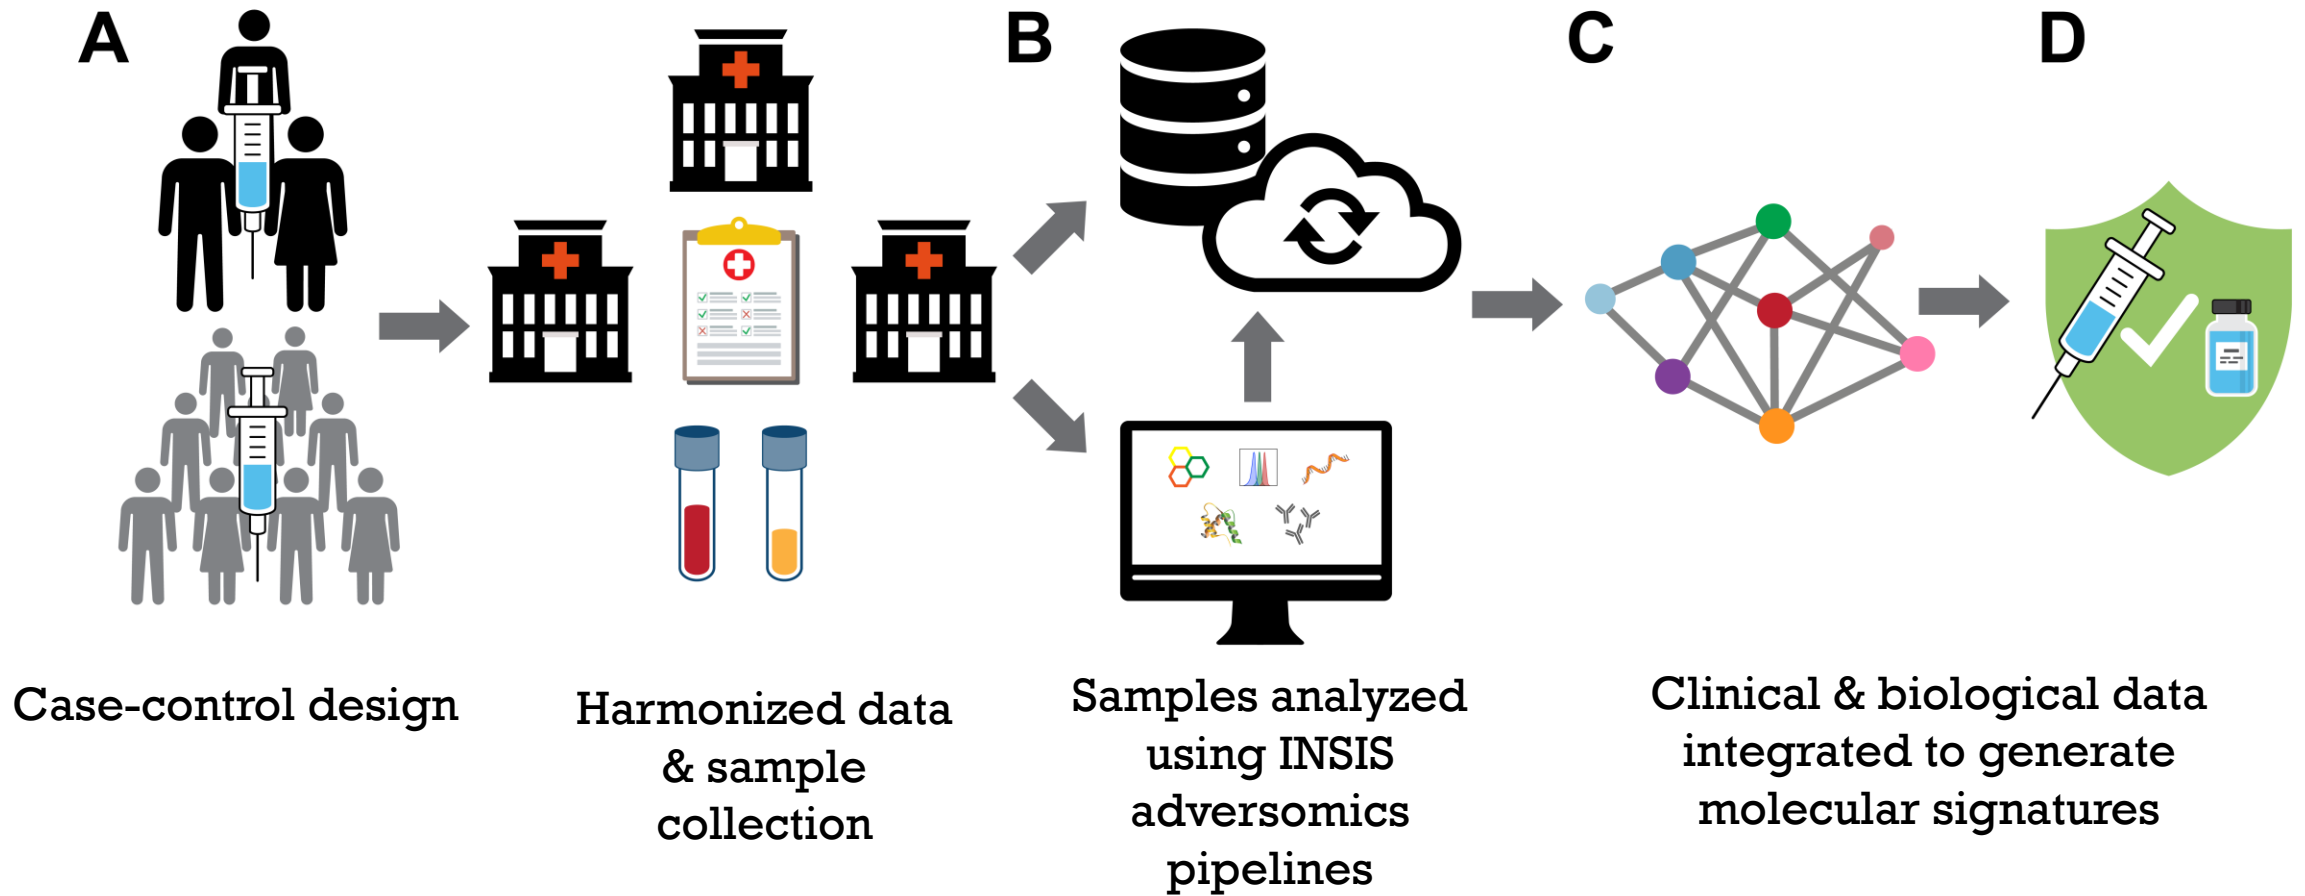 A
B
C
D
Case-control design
Harmonized data
& sample
collection
Samples analyzed
using INSIS
adversomics
pipelines
Clinical & biological data
integrated to generate
molecular signatures